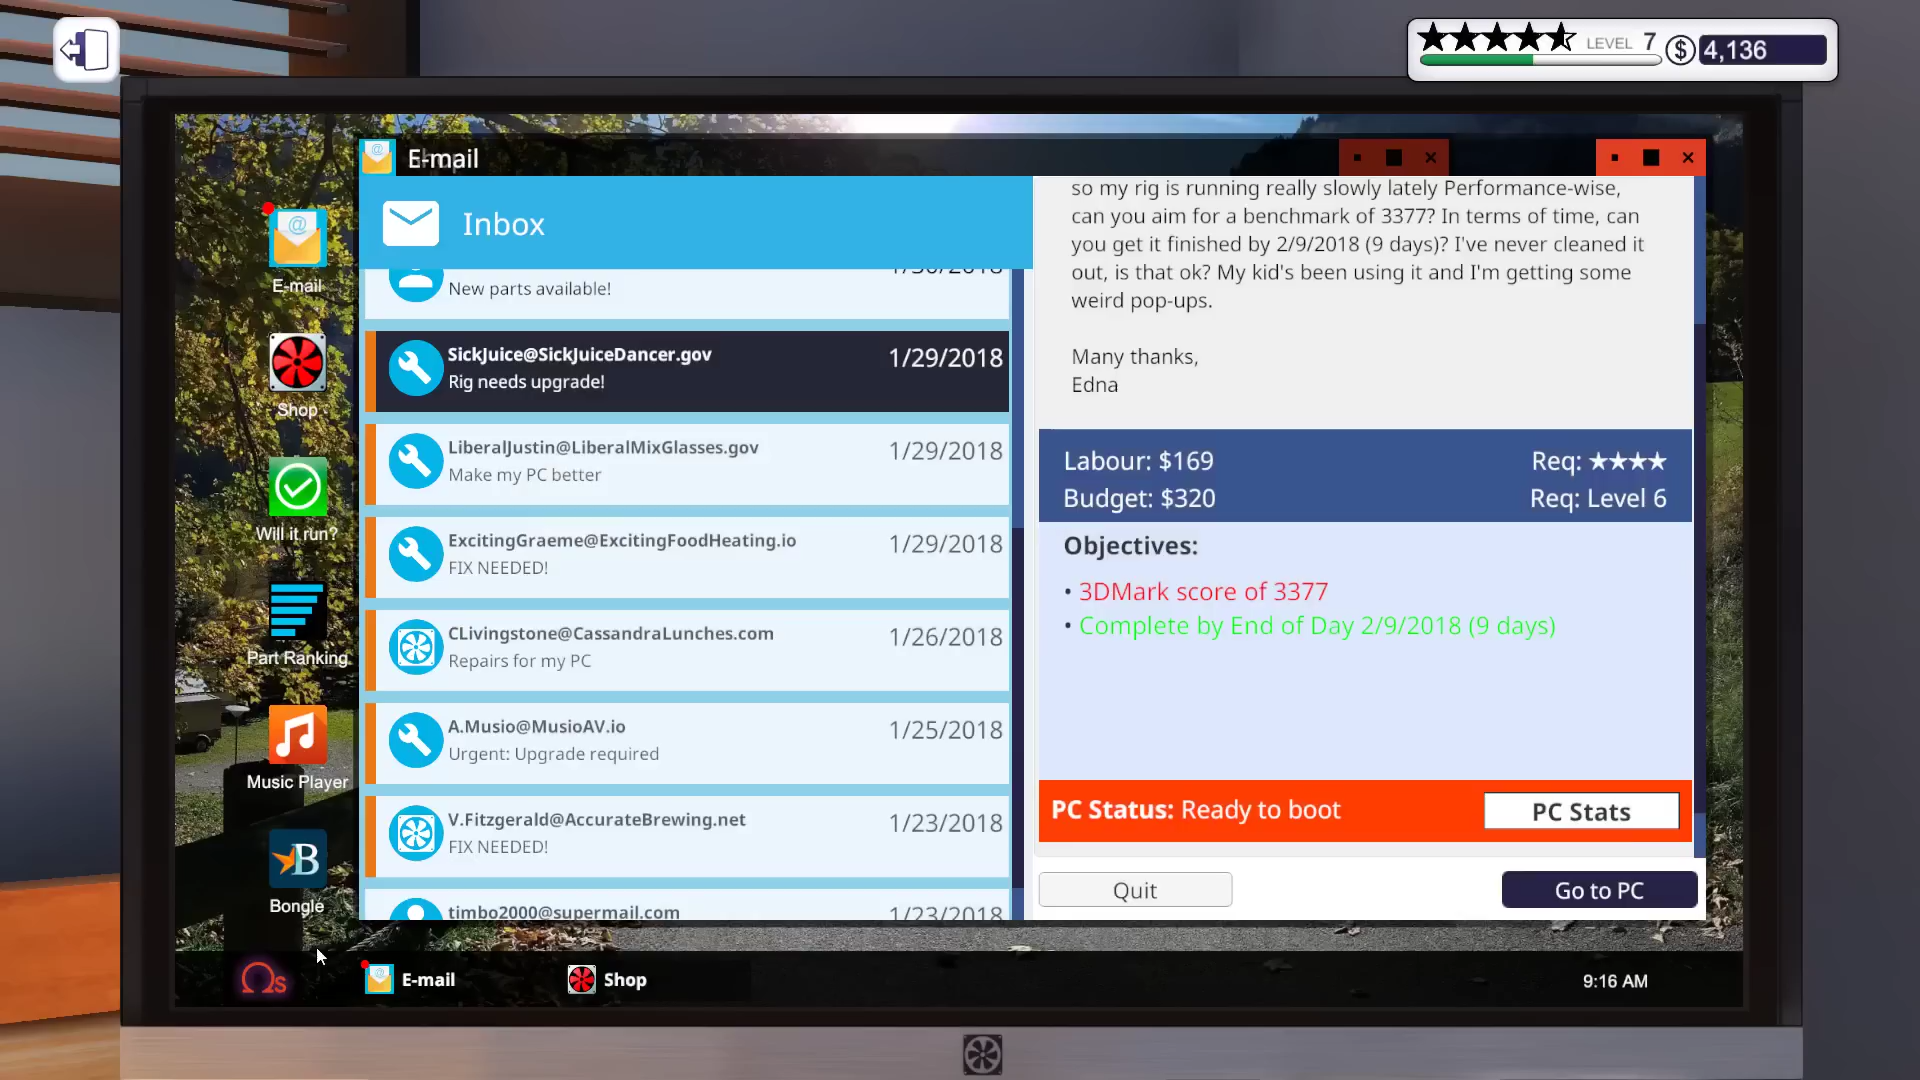 LEVEL 7
$ 4,136
E-mail
E-mail
Shop
Will it run?
Part Ranking
Music Player
Bongle
Inbox
New parts available!
SickJuice@SickJuiceDancer.gov 1/29/2018
Rig needs upgrade!
LiberalJustin@LiberalMixGlasses.gov 1/29/2018
Make my PC better
ExcitingGraeme@ExcitingFoodHeating.io 1/29/2018
FIX NEEDED!
CLivingstone@CassandraLunches.com 1/26/2018
Repairs for my PC
A.Musio@MusioAV.io 1/25/2018
Urgent: Upgrade required
V.Fitzgerald@AccurateBrewing.net 1/23/2018
FIX NEEDED!
timbo2000@supermail.com 1/23/2018
so my rig is running really slowly lately Performance-wise,
can you aim for a benchmark of 3377? In terms of time, can
you get it finished by 2/9/2018 (9 days)? I've never cleaned it
out, is that ok? My kid's been using it and I'm getting some
weird pop-ups.
Many thanks,
Edna
Labour: $169 Req: ★★★★
Budget: $320 Req: Level 6
Objectives:
• 3DMark score of 3377
• Complete by End of Day 2/9/2018 (9 days)
PC Status: Ready to boot PC Stats
Quit Go to PC
Ωs E-mail Shop 9:16 AM